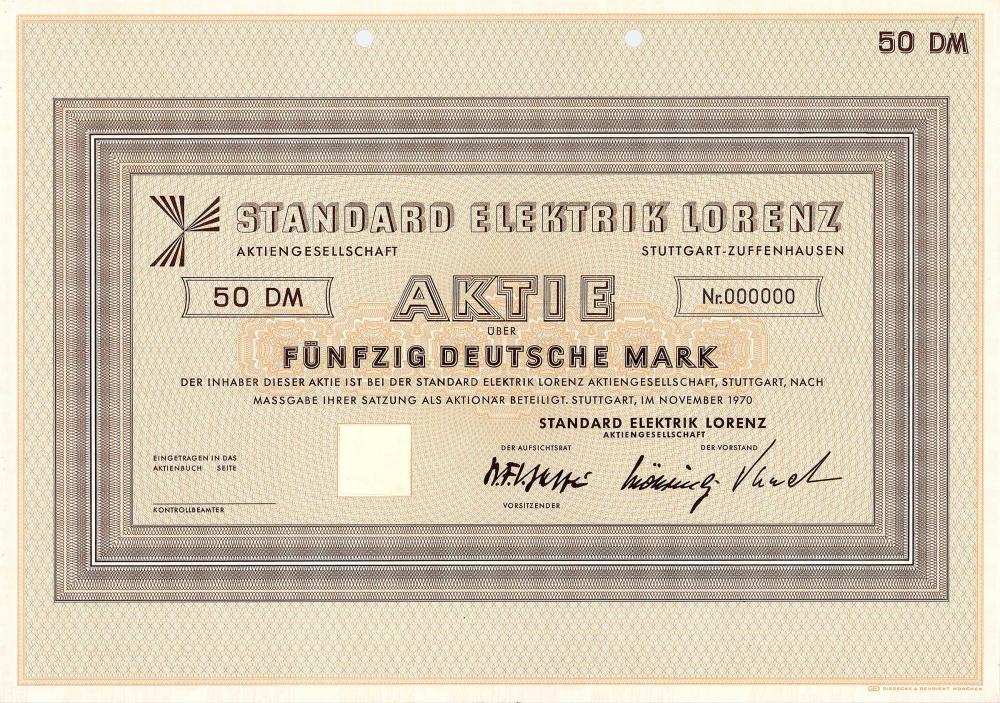 50 DM
STANDARD ELEKTRIK LORENZ
AKTIENGESELLSCHAFT STUTTGART-ZUFFENHAUSEN
50 DM AKTIE Nr.000000
ÜBER
FÜNFZIG DEUTSCHE MARK
DER INHABER DIESER AKTIE IST BEI DER STANDARD ELEKTRIK LORENZ AKTIENGESELLSCHAFT, STUTTGART, NACH
MASSGABE IHRER SATZUNG ALS AKTIONÄR BETEILIGT. STUTTGART, IM NOVEMBER 1970
STANDARD ELEKTRIK LORENZ
AKTIENGESELLSCHAFT
DER AUFSICHTSRAT DER VORSTAND
EINGETRAGEN IN DAS
AKTIENBUCH SEITE
VORSITZENDER
KONTROLLBEAMTER
GIESECKE & DEVRIENT MÜNCHEN